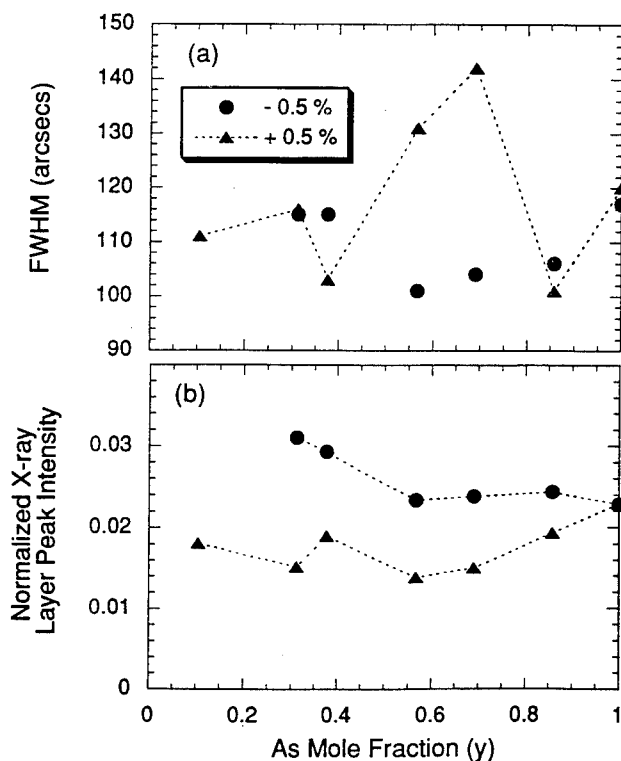 150
(a)
140
- 0.5 %
+ 0.5 %
130
120
110
100
90
FWHM (arcsecs)
(b)
0.03
0.02
0.01
0
Normalized X-ray
Layer Peak Intensity
0 0.2 0.4 0.6 0.8 1
As Mole Fraction (y)